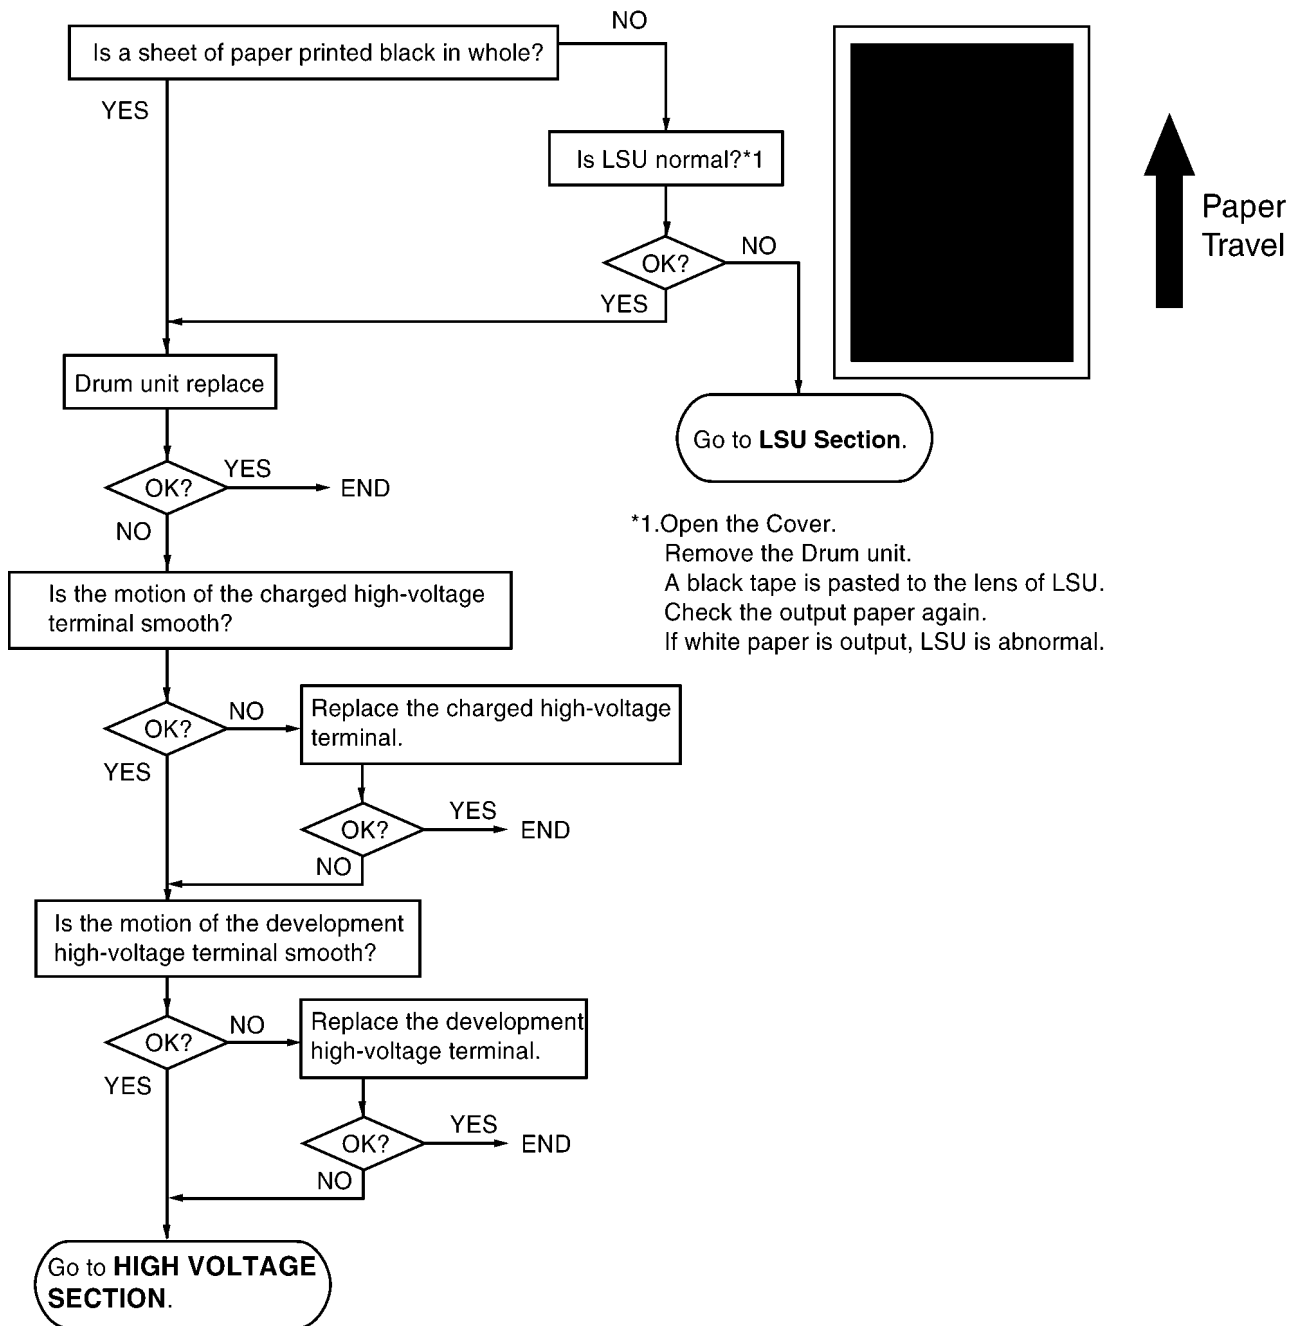 Is a sheet of paper printed black in whole?
NO
YES
Is LSU normal?*1
OK?
NO
YES
Paper
Travel
Drum unit replace
Go to LSU Section.
OK?
YES
END
NO
*1.Open the Cover.
Remove the Drum unit.
A black tape is pasted to the lens of LSU.
Check the output paper again.
If white paper is output, LSU is abnormal.
Is the motion of the charged high-voltage
terminal smooth?
OK?
NO
YES
Replace the charged high-voltage
terminal.
OK?
YES
END
NO
Is the motion of the development
high-voltage terminal smooth?
OK?
NO
YES
Replace the development
high-voltage terminal.
OK?
YES
END
NO
Go to HIGH VOLTAGE
SECTION.